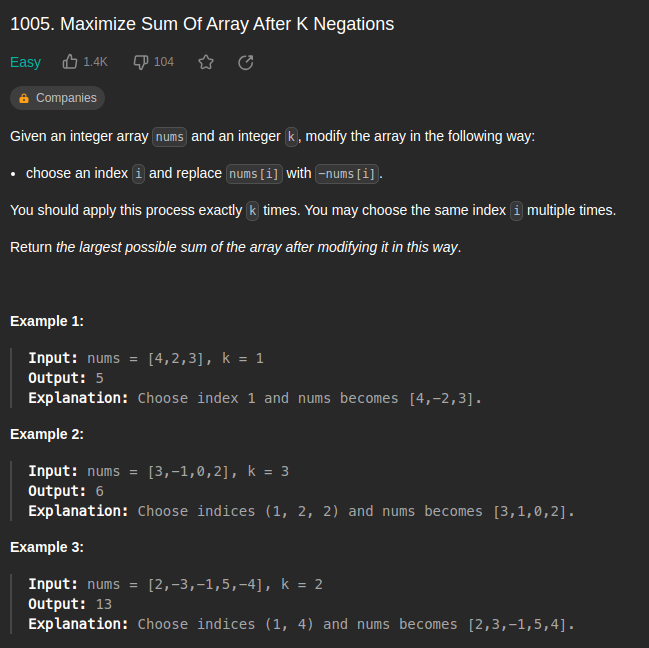 1005. Maximize Sum Of Array After K Negations
Easy 1.4K 104
Companies
Given an integer array nums and an integer k, modify the array in the following way:
• choose an index i and replace nums[i] with −nums[i].
You should apply this process exactly k times. You may choose the same index i multiple times.
Return the largest possible sum of the array after modifying it in this way.
Example 1:
Input: nums = [4,2,3], k = 1
Output: 5
Explanation: Choose index 1 and nums becomes [4,−2,3].
Example 2:
Input: nums = [3,−1,0,2], k = 3
Output: 6
Explanation: Choose indices (1, 2, 2) and nums becomes [3,1,0,2].
Example 3:
Input: nums = [2,−3,−1,5,−4], k = 2
Output: 13
Explanation: Choose indices (1, 4) and nums becomes [2,3,−1,5,4].